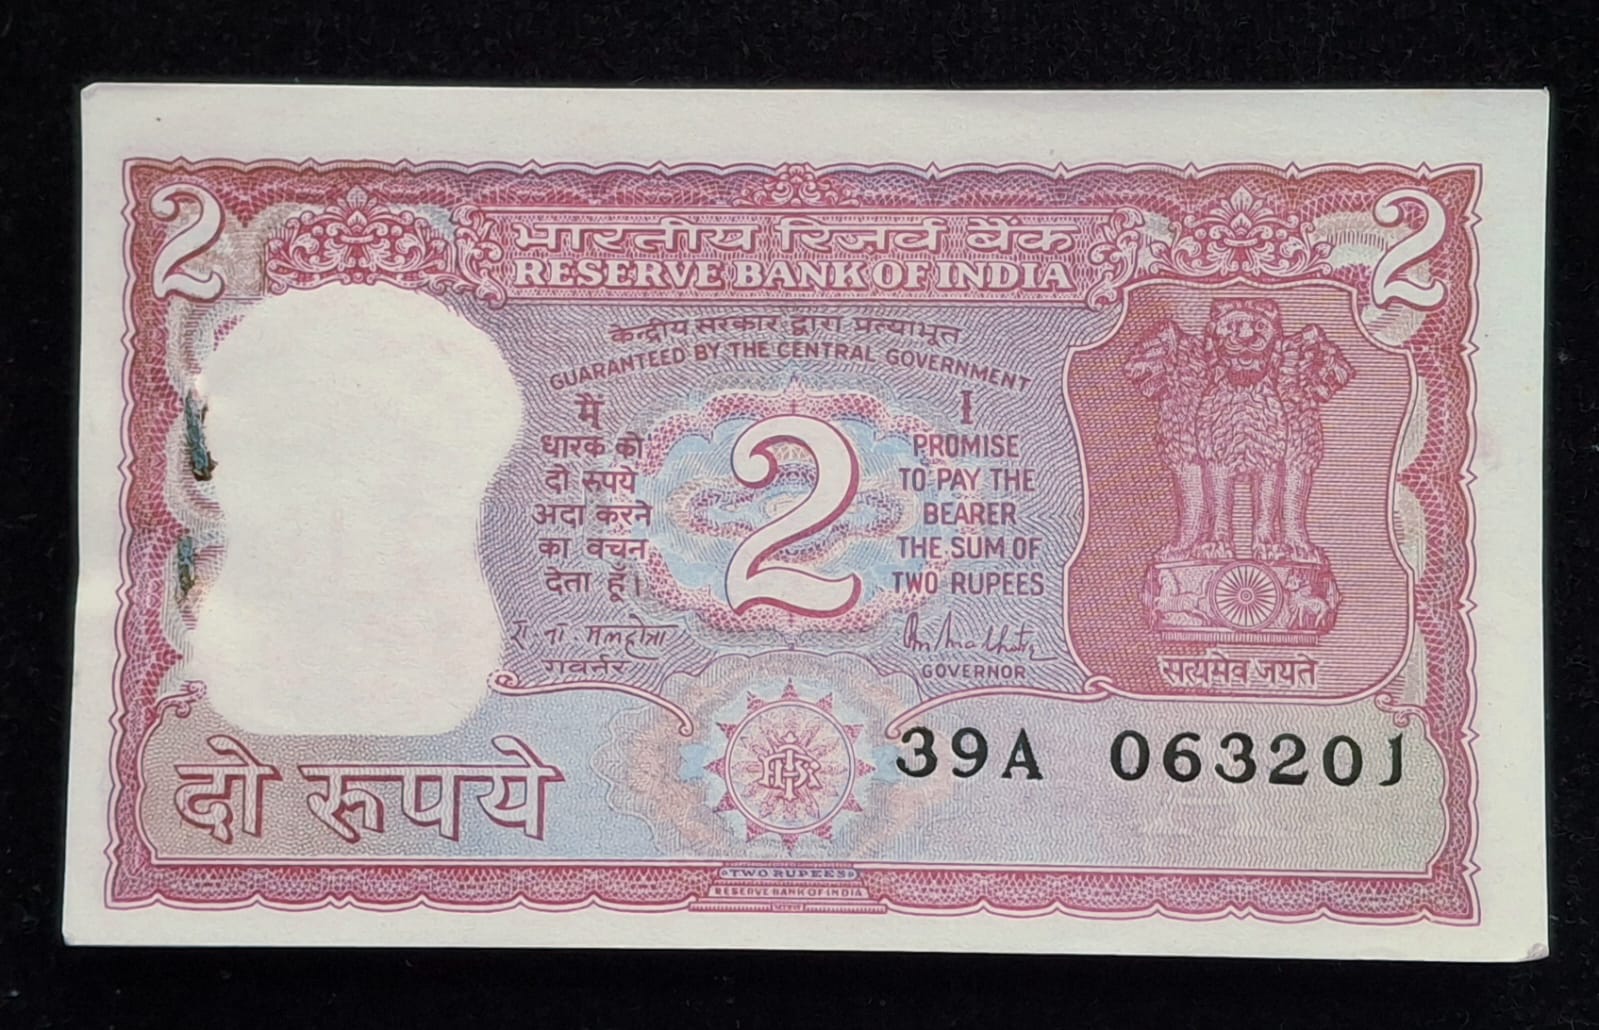 2 2
भारतीय रिज़र्व बैंक
RESERVE BANK OF INDIA
केन्द्रीय सरकार द्वारा प्रत्याभूत
GUARANTEED BY THE CENTRAL GOVERNMENT
मैं
धारक को
दो रुपये
अदा करने
का वचन
देता हूँ।
2
I
PROMISE
TO PAY THE
BEARER
THE SUM OF
TWO RUPEES
रा. ना. मलहोत्रा
गवर्नर
GOVERNOR
सत्यमेव जयते
39A 063201
दो रुपये
TWO RUPEES
RESERVE BANK OF INDIA
भारत